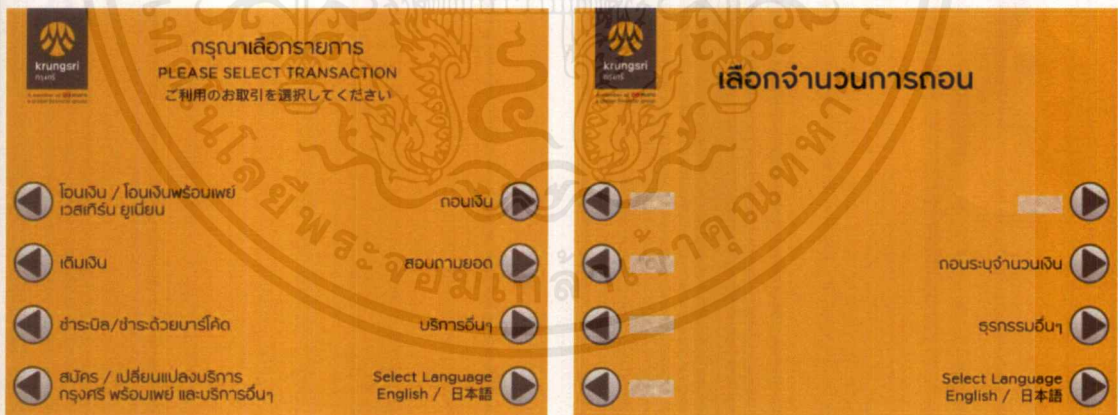 krungsri
กรุงศรี
กรุณาเลือกรายการ
PLEASE SELECT TRANSACTION
ご利用のお取引を選択してください
โอนเงิน / โอนเงินพร้อมเพย์
เวสเทิร์น ยูเนี่ยน
ถอนเงิน
เติมเงิน
สอบถามยอด
ชำระบิล/ชำระด้วยบาร์โค้ด
บริการอื่นๆ
สมัคร / เปลี่ยนแปลงบริการ
กรุงศรี พร้อมเพย์ และบริการอื่นๆ
Select Language
English / 日本語
krungsri
กรุงศรี
เลือกจำนวนการถอน
ถอนระบุจำนวนเงิน
ธุรกรรมอื่นๆ
Select Language
English / 日本語